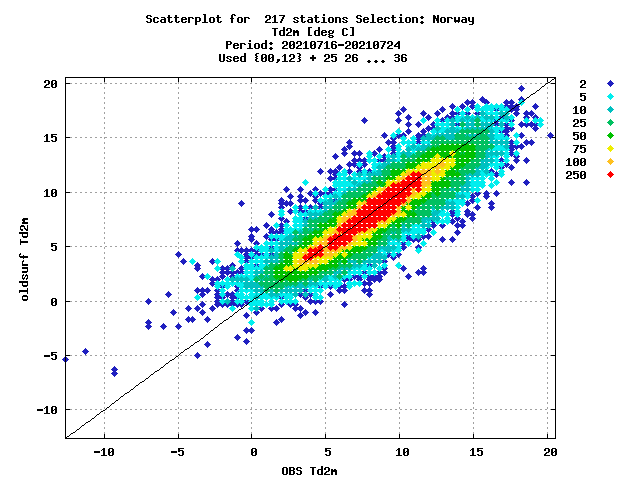 Scatterplot for  217 stations Selection: Norway
Td2m [deg C]
Period: 20210716-20210724
Used {00,12} + 25 26 ... 36
20
15
10
5
0
-5
-10
oldsurf Td2m
-10 -5 0 5 10 15 20
OBS Td2m
2
5
10
25
50
75
100
250